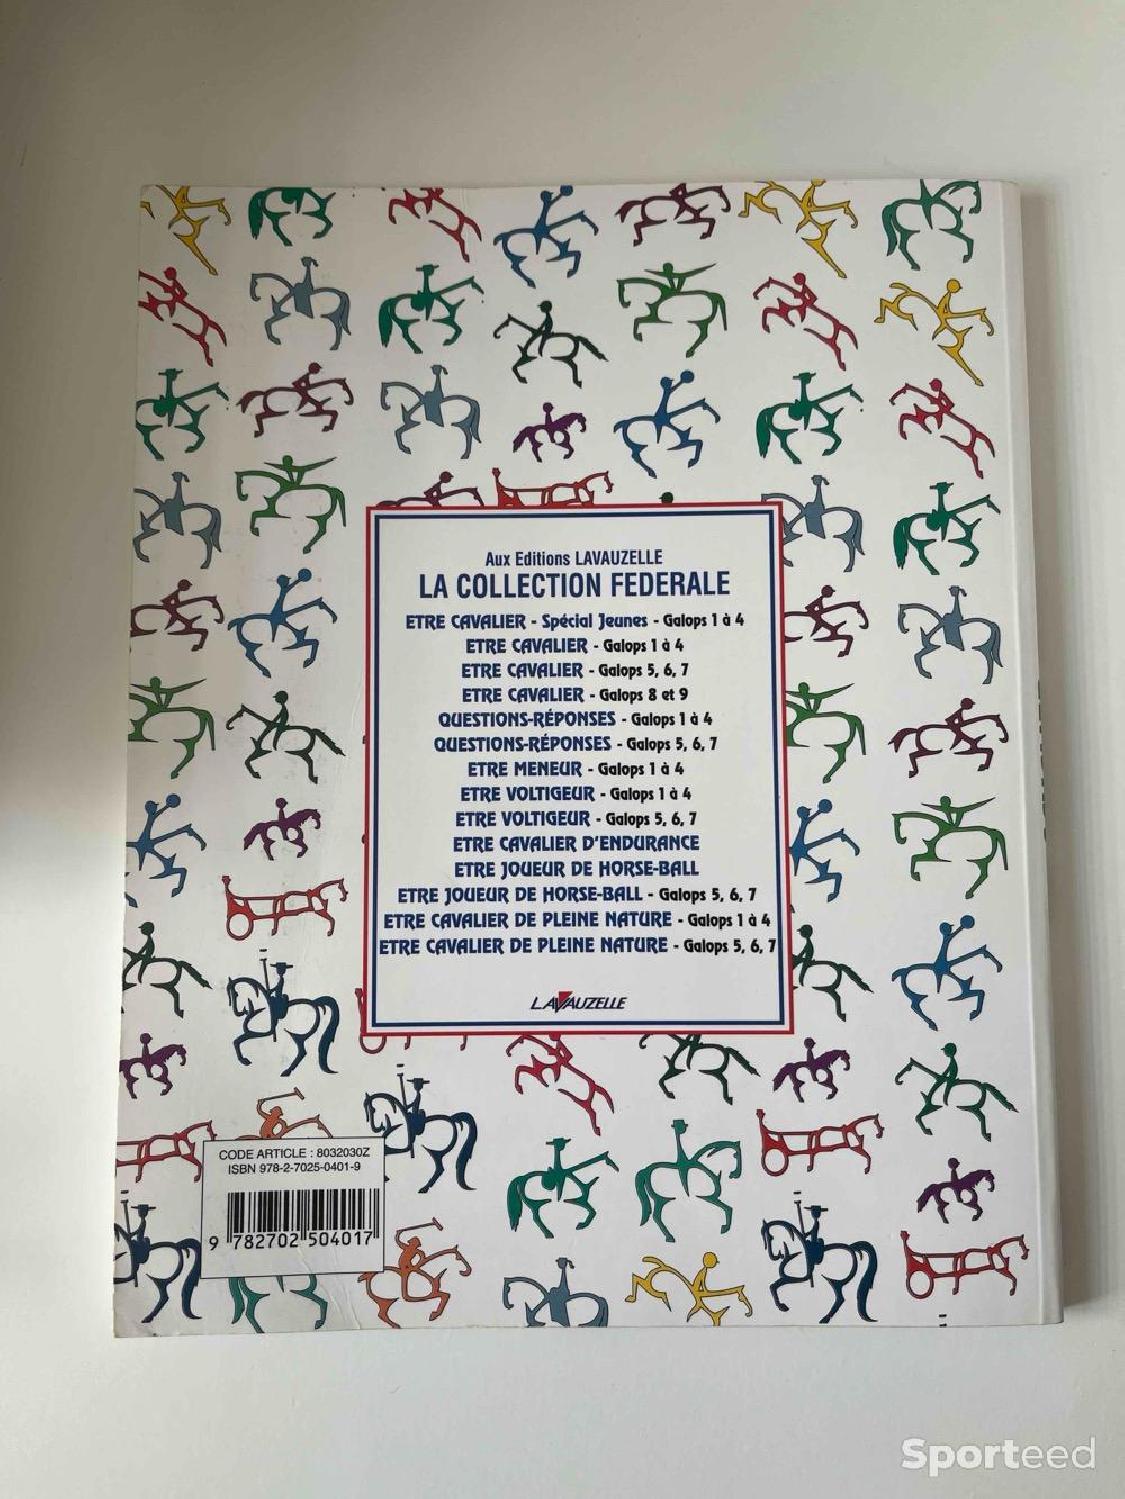 Aux Editions LAVAUZELLE
LA COLLECTION FEDERALE
ETRE CAVALIER - Spécial Jeunes - Galops 1 à 4
ETRE CAVALIER - Galops 1 à 4
ETRE CAVALIER - Galops 5, 6, 7
ETRE CAVALIER - Galops 8 et 9
QUESTIONS-RÉPONSES - Galops 1 à 4
QUESTIONS-RÉPONSES - Galops 5, 6, 7
ETRE MENEUR - Galops 1 à 4
ETRE VOLTIGEUR - Galops 1 à 4
ETRE VOLTIGEUR - Galops 5, 6, 7
ETRE CAVALIER D'ENDURANCE
ETRE JOUEUR DE HORSE-BALL
ETRE JOUEUR DE HORSE-BALL - Galops 5, 6, 7
ETRE CAVALIER DE PLEINE NATURE - Galops 1 à 4
ETRE CAVALIER DE PLEINE NATURE - Galops 5, 6, 7
LAVAUZELLE
CODE ARTICLE : 8032030Z
ISBN 978-2-7025-0401-9
9 782702 504017
Sporteed